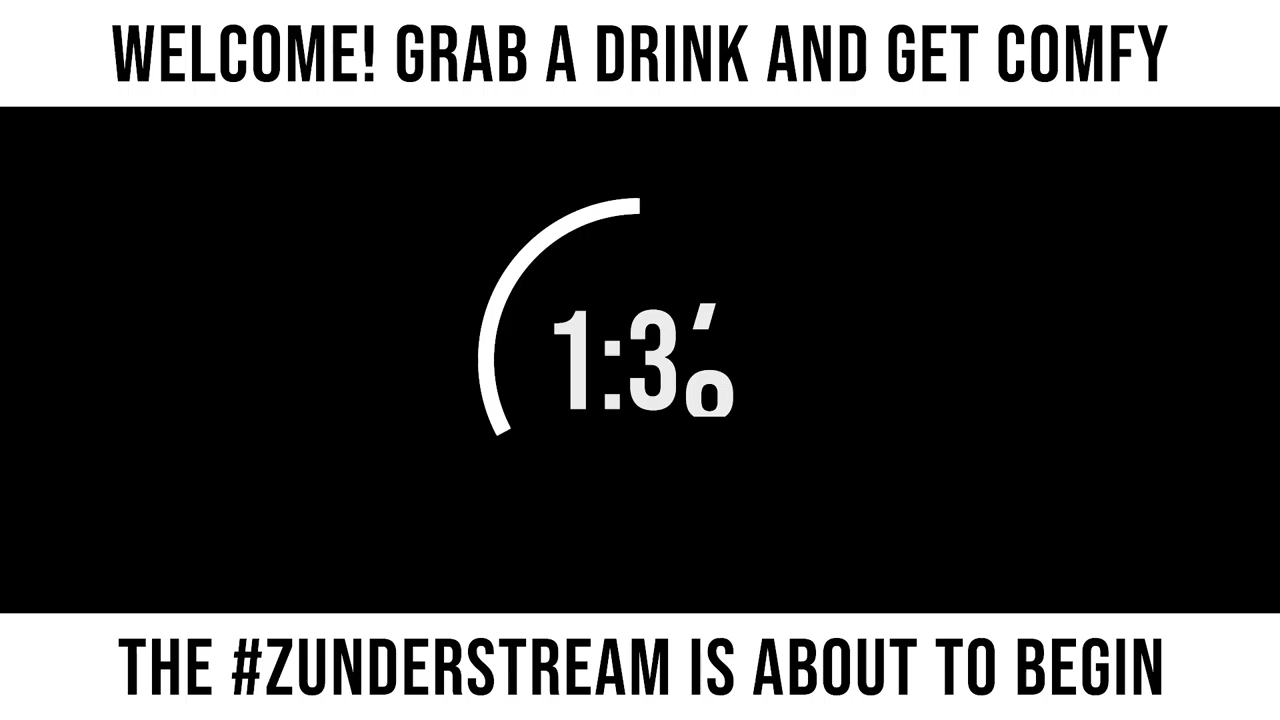 WELCOME! GRAB A DRINK AND GET COMFY
1:3
THE #ZUNDERSTREAM IS ABOUT TO BEGIN